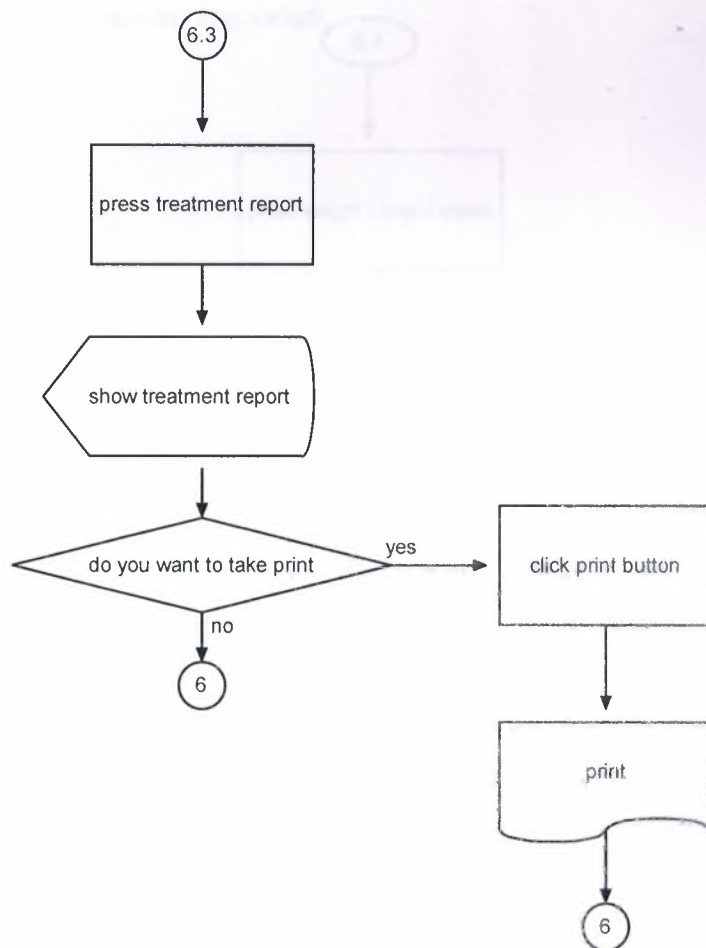 6.3
press treatment report
show treatment report
do you want to take print
yes
click print button
no
6
print
6